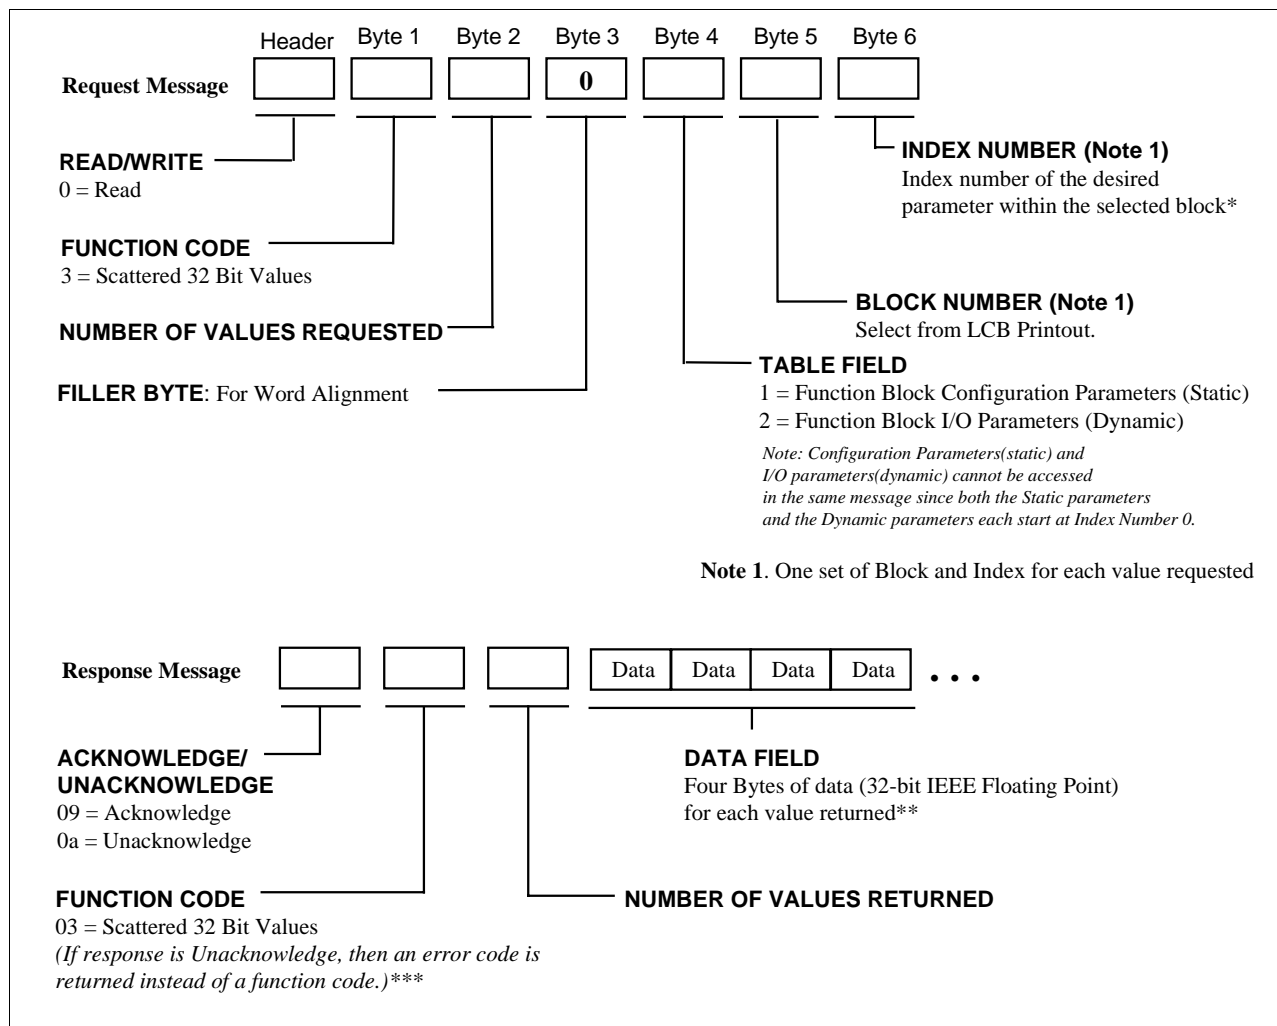 Header Byte 1 Byte 2 Byte 3 Byte 4 Byte 5 Byte 6
Request Message 0
READ/WRITE
0 = Read
INDEX NUMBER (Note 1)
Index number of the desired
parameter within the selected block*
FUNCTION CODE
3 = Scattered 32 Bit Values
BLOCK NUMBER (Note 1)
Select from LCB Printout.
NUMBER OF VALUES REQUESTED
TABLE FIELD
1 = Function Block Configuration Parameters (Static)
2 = Function Block I/O Parameters (Dynamic)
FILLER BYTE: For Word Alignment
Note: Configuration Parameters(static) and
I/O parameters(dynamic) cannot be accessed
in the same message since both the Static parameters
and the Dynamic parameters each start at Index Number 0.
Note 1. One set of Block and Index for each value requested
Response Message Data Data Data Data . . .
ACKNOWLEDGE/
UNACKNOWLEDGE
09 = Acknowledge
0a = Unacknowledge
DATA FIELD
Four Bytes of data (32-bit IEEE Floating Point)
for each value returned**
FUNCTION CODE
03 = Scattered 32 Bit Values
(If response is Unacknowledge, then an error code is
returned instead of a function code.)***
NUMBER OF VALUES RETURNED